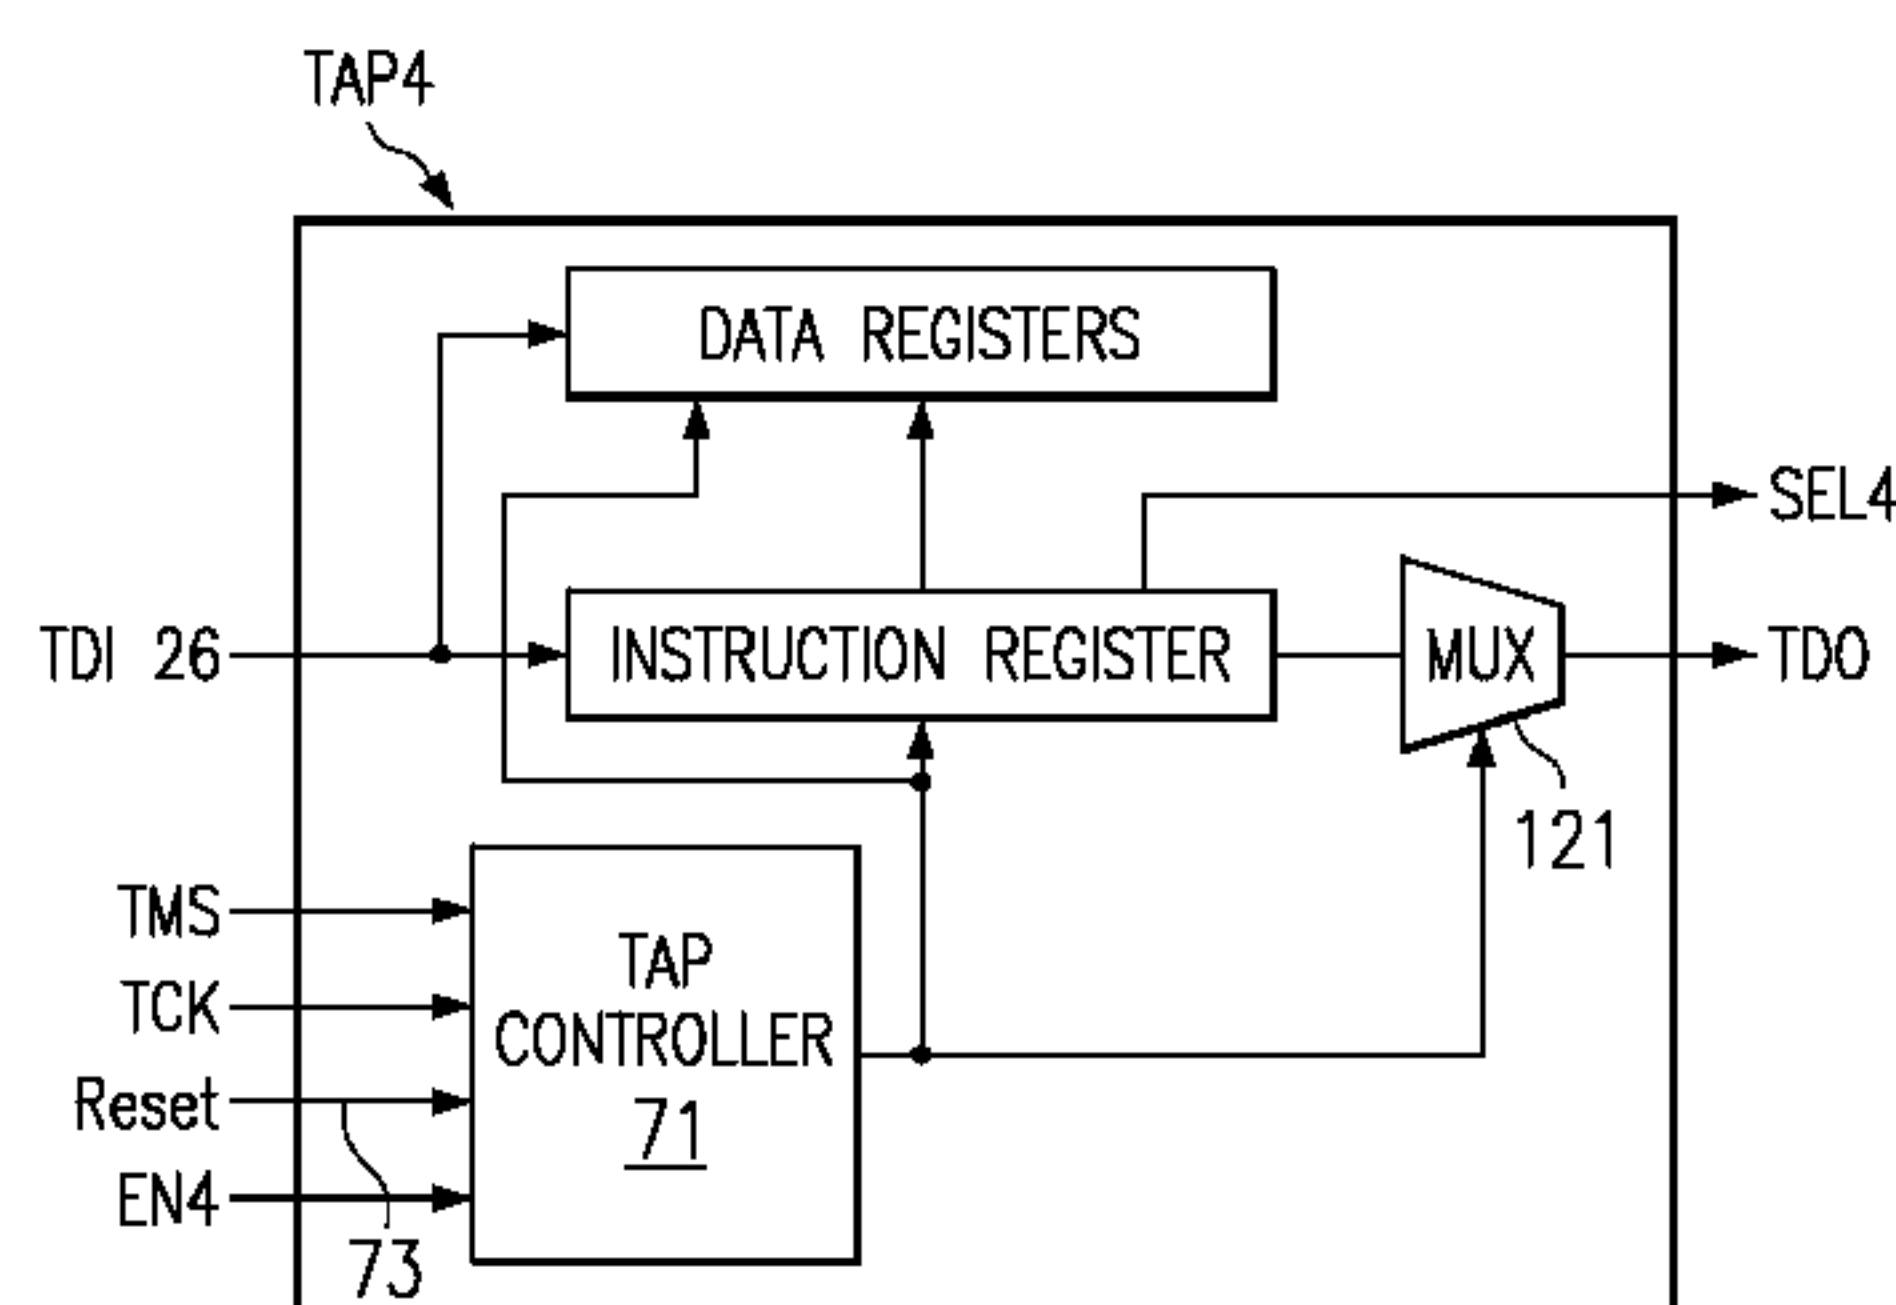 TAP4
DATA REGISTERS
SEL4
TDI 26
INSTRUCTION REGISTER
MUX
TDO
121
TMS
TCK
Reset
EN4
TAP
CONTROLLER
71
73